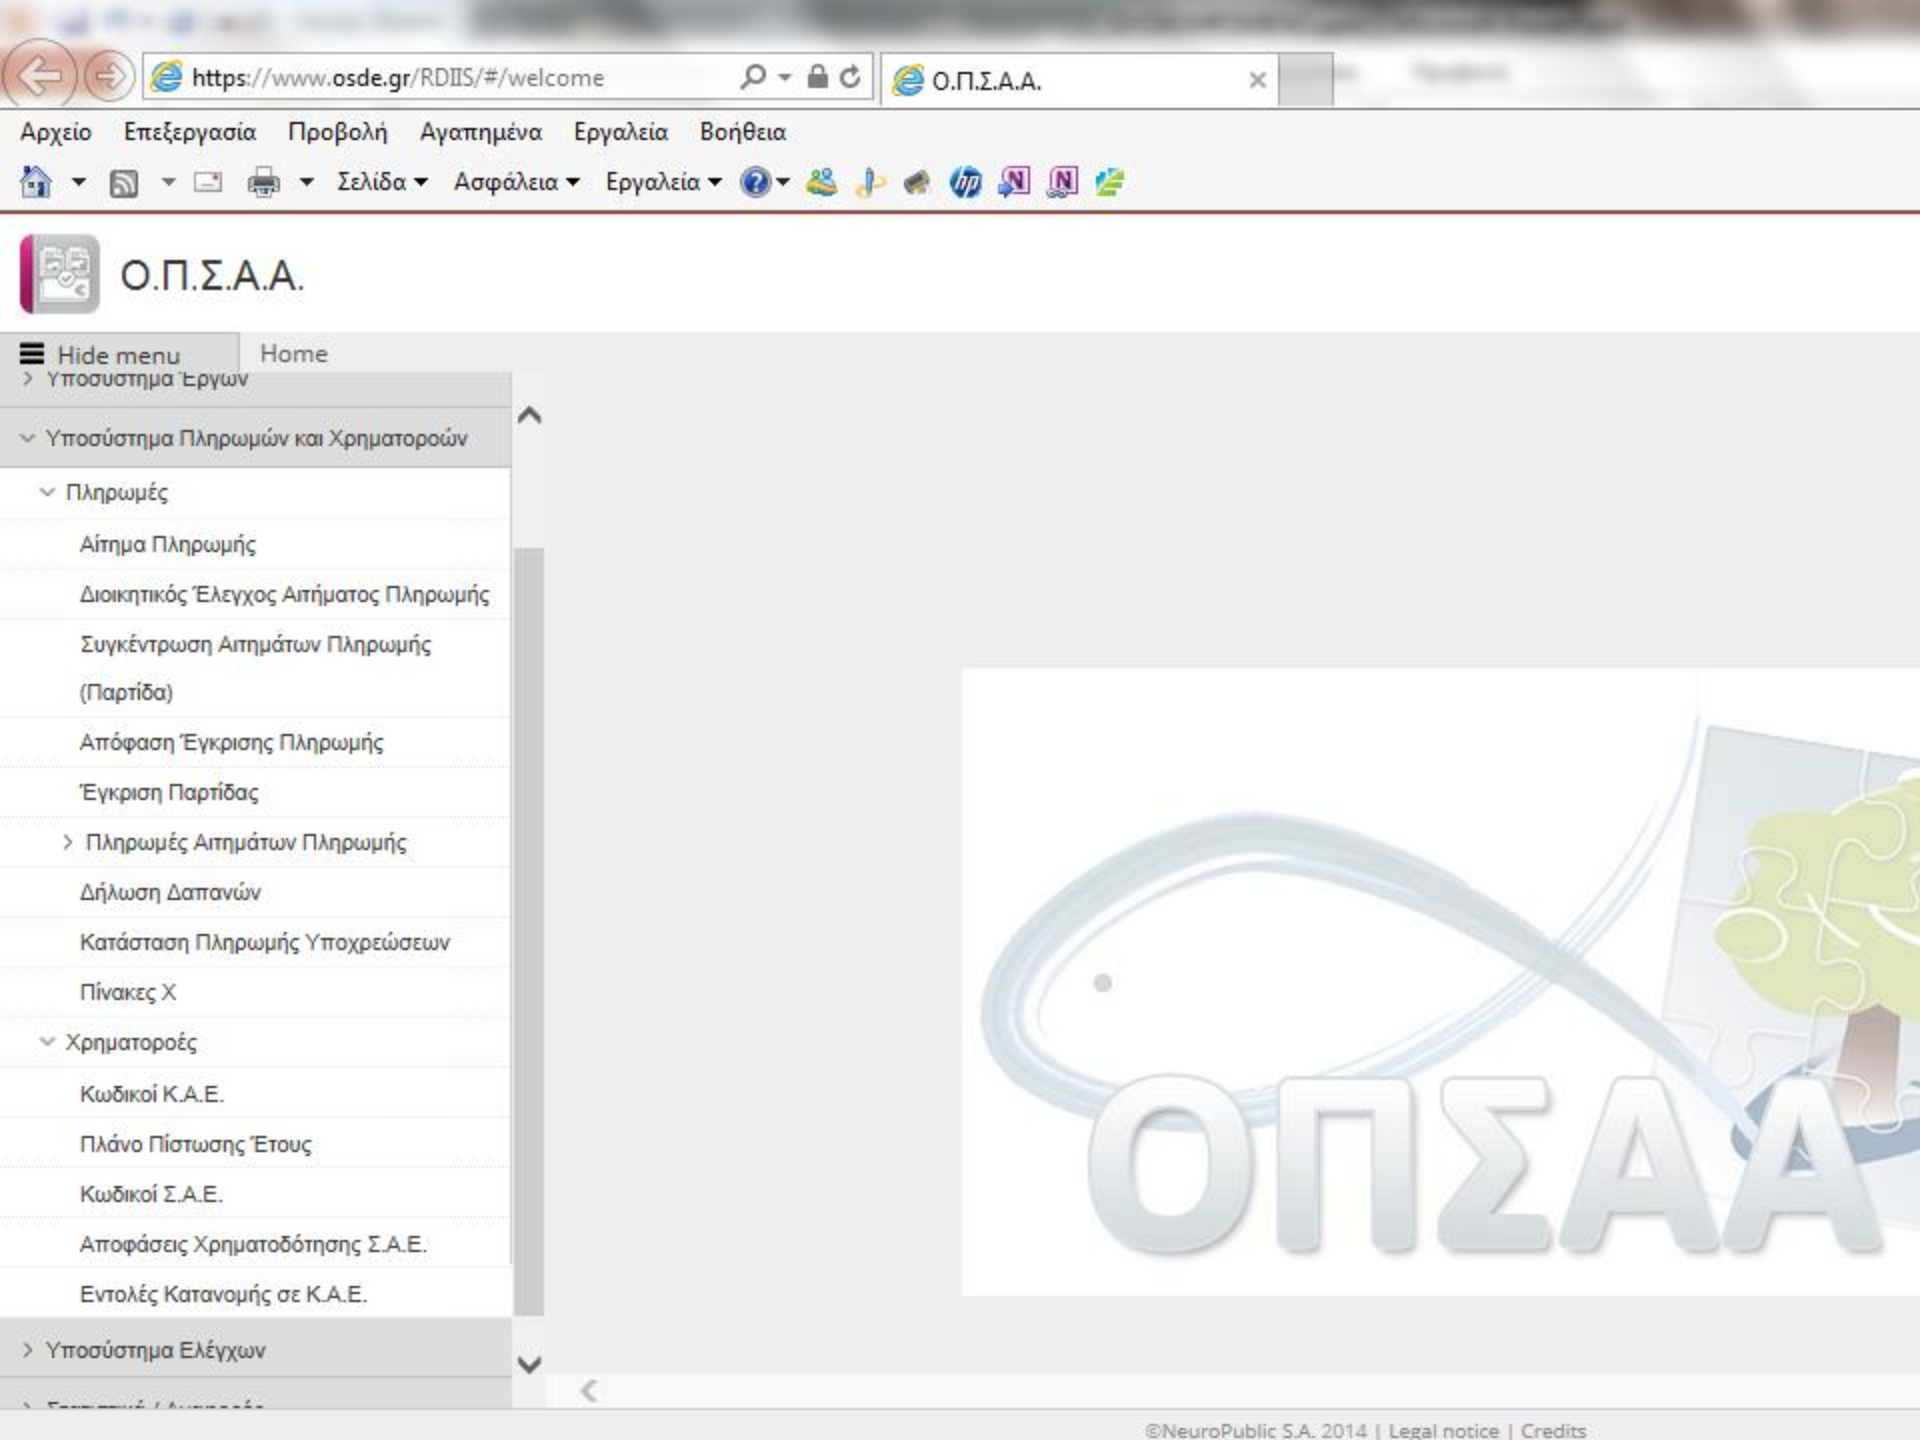 https://www.osde.gr/RDIIS/#/welcome
Ο.Π.Σ.Α.Α.
Αρχείο Επεξεργασία Προβολή Αγαπημένα Εργαλεία Βοήθεια
Σελίδα Ασφάλεια Εργαλεία
Ο.Π.Σ.Α.Α.
Hide menu Home
Υποσύστημα Έργων
Υποσύστημα Πληρωμών και Χρηματοροών
Πληρωμές
Αίτημα Πληρωμής
Διοικητικός Έλεγχος Αιτήματος Πληρωμής
Συγκέντρωση Αιτημάτων Πληρωμής
(Παρτίδα)
Απόφαση Έγκρισης Πληρωμής
Έγκριση Παρτίδας
Πληρωμές Αιτημάτων Πληρωμής
Δήλωση Δαπανών
Κατάσταση Πληρωμής Υποχρεώσεων
Πίνακες Χ
Χρηματοροές
Κωδικοί Κ.Α.Ε.
Πλάνο Πίστωσης Έτους
Κωδικοί Σ.Α.Ε.
Αποφάσεις Χρηματοδότησης Σ.Α.Ε.
Εντολές Κατανομής σε Κ.Α.Ε.
Υποσύστημα Ελέγχων
ΟΠΣΑΑ
©NeuroPublic S.A. 2014 | Legal notice | Credits